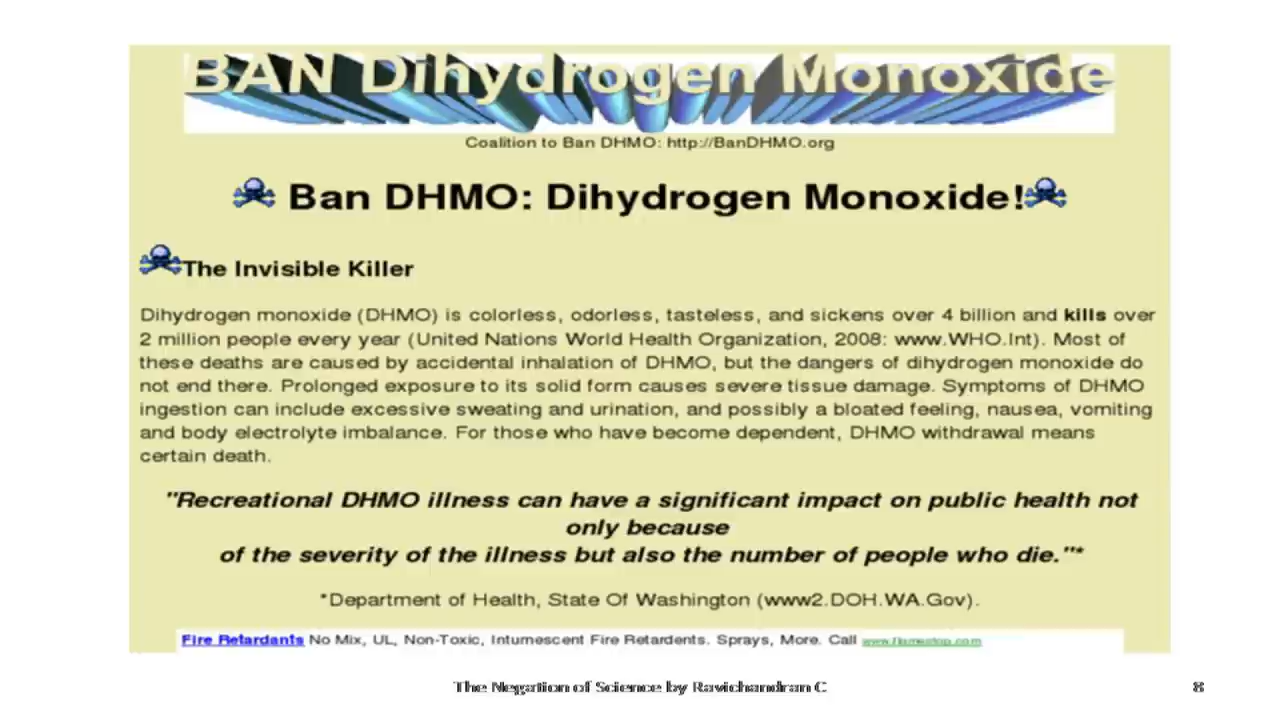 BAN Dihydrogen Monoxide
Coalition to Ban DHMO: http://BanDHMO.org
Ban DHMO: Dihydrogen Monoxide!
The Invisible Killer
Dihydrogen monoxide (DHMO) is colorless, odorless, tasteless, and sickens over 4 billion and kills over
2 million people every year (United Nations World Health Organization, 2008: www.WHO.Int). Most of
these deaths are caused by accidental inhalation of DHMO, but the dangers of dihydrogen monoxide do
not end there. Prolonged exposure to its solid form causes severe tissue damage. Symptoms of DHMO
ingestion can include excessive sweating and urination, and possibly a bloated feeling, nausea, vomiting
and body electrolyte imbalance. For those who have become dependent, DHMO withdrawal means
certain death.
"Recreational DHMO illness can have a significant impact on public health not
only because
of the severity of the illness but also the number of people who die."*
*Department of Health, State Of Washington (www2.DOH.WA.Gov).
Fire Retardants No Mix, UL, Non-Toxic, Intumescent Fire Retardents. Sprays, More. Call www.flamestop.com
The Negation of Science by Ravichandran C
8